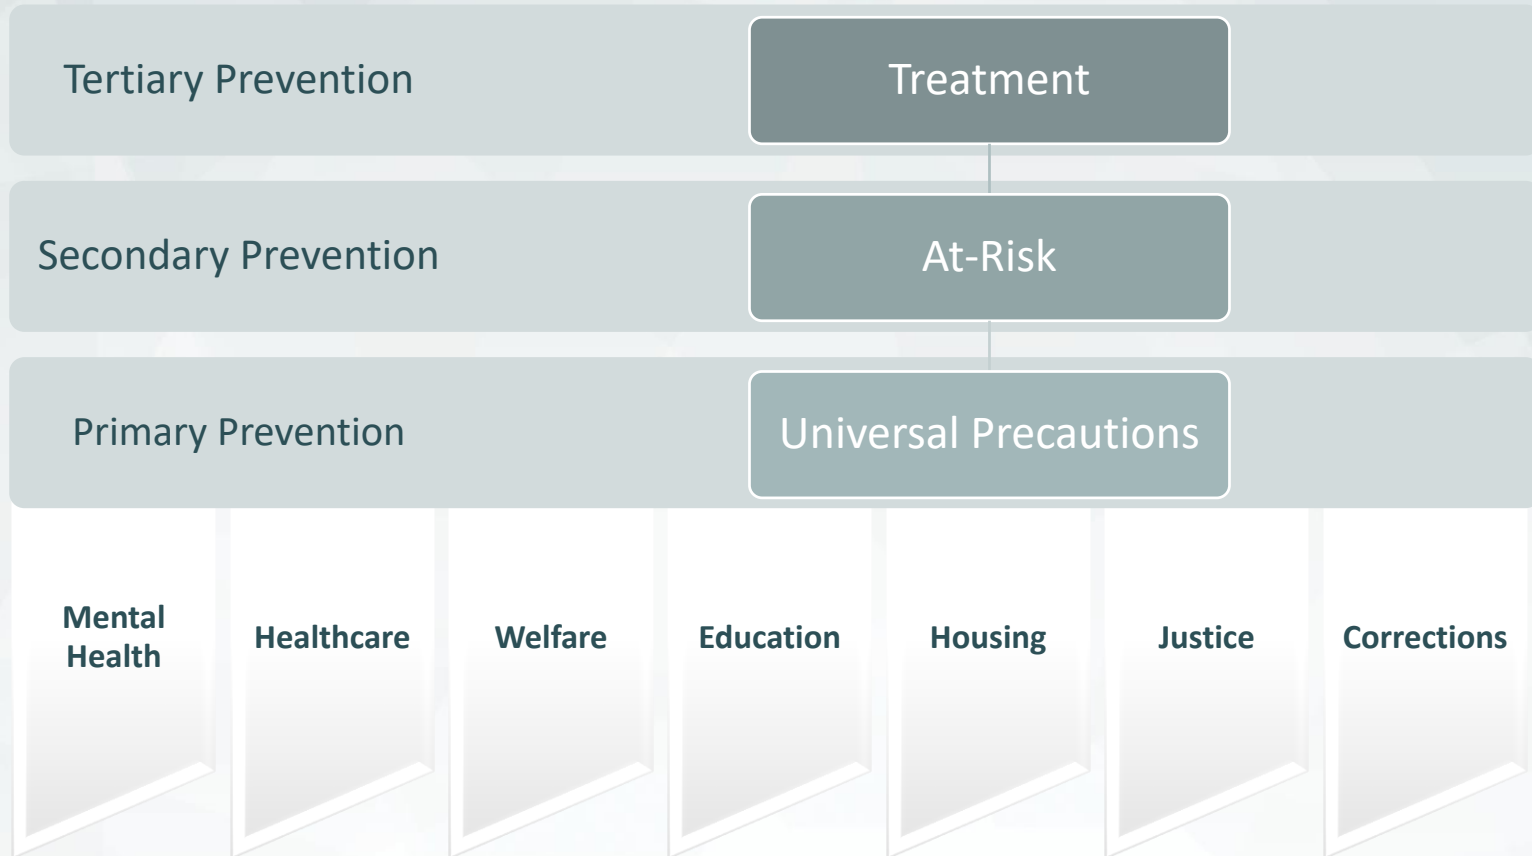 Tertiary Prevention
Treatment
Secondary Prevention
At-Risk
Primary Prevention
Universal Precautions
Mental
Health
Healthcare
Welfare
Education
Housing
Justice
Corrections